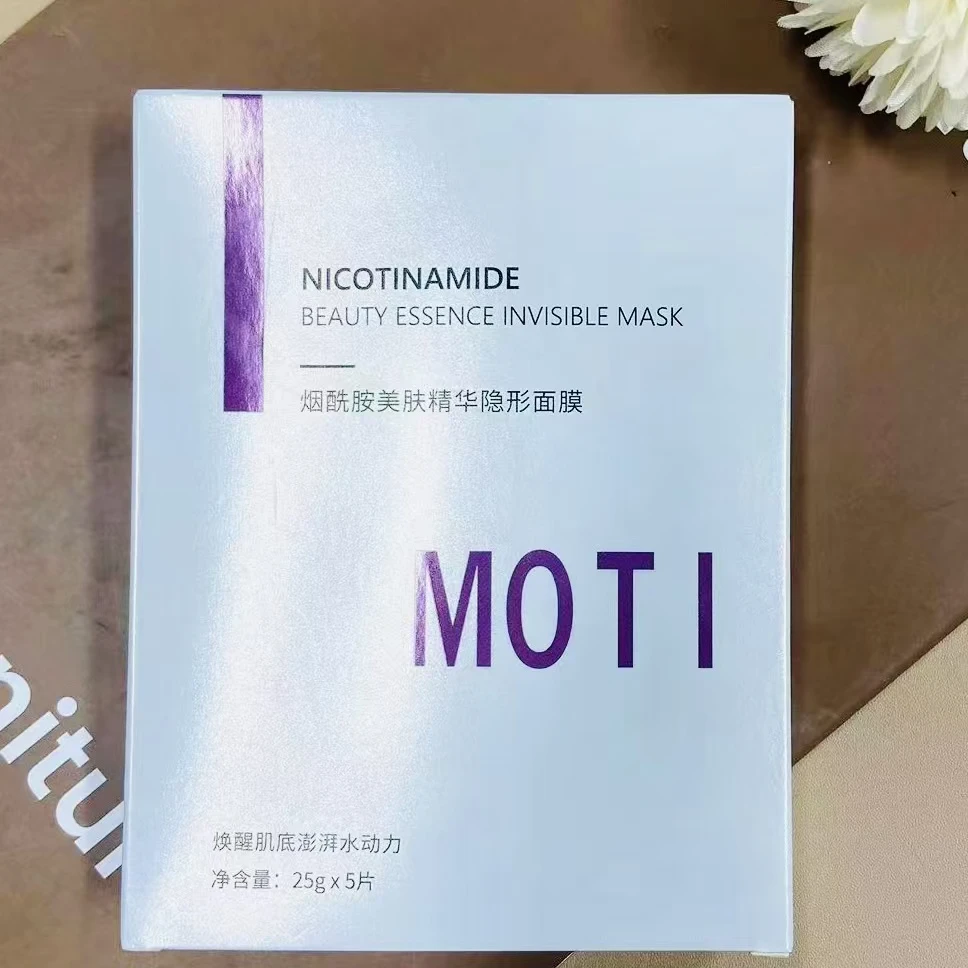 NICOTINAMIDE
BEAUTY ESSENCE INVISIBLE MASK
烟酰胺美肤精华隐形面膜
MOTI
nitur
焕醒肌底澎湃水动力
净含量：25g x 5片